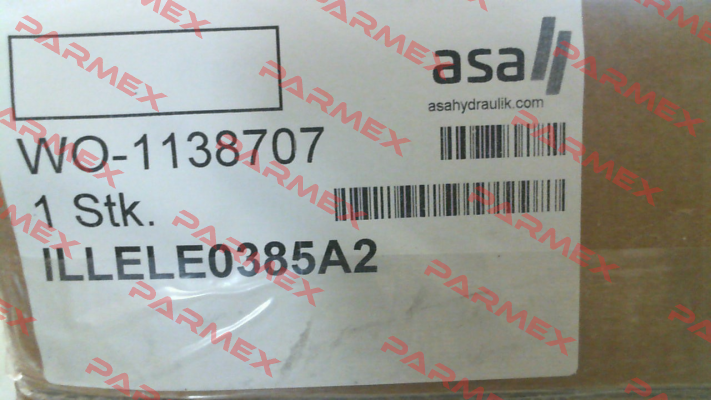 asa
asahydraulik.com
WO-1138707
1 Stk.
ILLELE0385A2
PARMEX